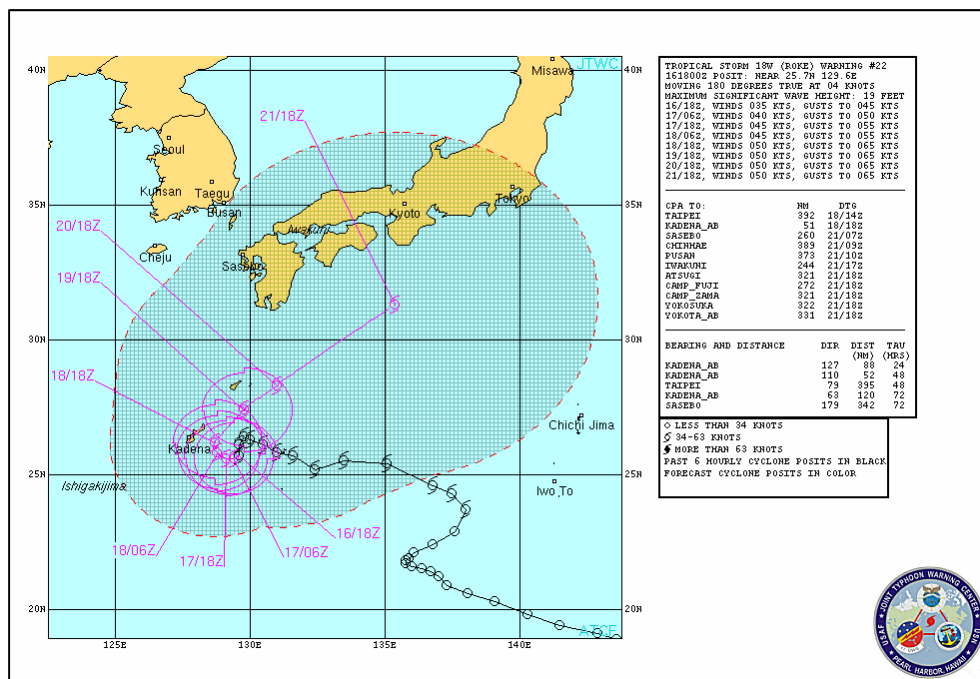 40N
JTWC
40N
Misawa
21/18Z
Seoul
Kunsan
Taegu
Busan
35N
35N
Tokyo
Kyoto
20/18Z
Iwakuni
Cheju
Sasebo
19/18Z
30N
30N
18/18Z
Chichi Jima
Kadena
25N
25N
Ishigakijima
Iwo To
16/18Z
18/06Z
17/06Z
17/18Z
20N
20N
ATCF
125E
130E
135E
140E
TROPICAL STORM 18W (ROKE) WARNING #22
161800Z POSIT: NEAR 25.7N 129.6E
MOVING 180 DEGREES TRUE AT 04 KNOTS
MAXIMUM SIGNIFICANT WAVE HEIGHT: 19 FEET
16/18Z, WINDS 035 KTS, GUSTS TO 045 KTS
17/06Z, WINDS 040 KTS, GUSTS TO 050 KTS
17/18Z, WINDS 045 KTS, GUSTS TO 055 KTS
18/06Z, WINDS 045 KTS, GUSTS TO 055 KTS
18/18Z, WINDS 050 KTS, GUSTS TO 065 KTS
19/18Z, WINDS 050 KTS, GUSTS TO 065 KTS
20/18Z, WINDS 050 KTS, GUSTS TO 065 KTS
21/18Z, WINDS 050 KTS, GUSTS TO 065 KTS
CPA TO: NM DTG
TAIPEI 392 18/14Z
KADENA_AB 51 18/18Z
SASEBO 260 21/07Z
CHINHAE 389 21/09Z
PUSAN 373 21/10Z
IWAKUNI 244 21/17Z
ATSUGI 321 21/18Z
CAMP_FUJI 272 21/18Z
CAMP_ZAMA 321 21/18Z
YOKOSUKA 322 21/18Z
YOKOTA_AB 331 21/18Z
BEARING AND DISTANCE DIR DIST TAU
(NM) (HRS)
KADENA_AB 127 88 24
KADENA_AB 110 52 48
TAIPEI 79 395 48
KADENA_AB 63 120 72
SASEBO 179 342 72
LESS THAN 34 KNOTS
34-63 KNOTS
MORE THAN 63 KNOTS
PAST 6 HOURLY CYCLONE POSITS IN BLACK
FORECAST CYCLONE POSITS IN COLOR
JOINT TYPHOON WARNING CENTER
USAF
USN
PEARL HARBOR, HAWAII